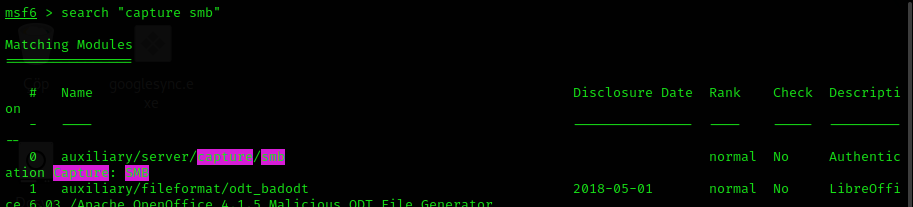 msf6 > search "capture smb"
Matching Modules
================
# Name Disclosure Date Rank Check Descripti
on
- ---- --------------- ---- ----- ---------
--
0 auxiliary/server/capture/smb normal No Authentic
ation Capture: SMB
1 auxiliary/fileformat/odt_badodt 2018-05-01 normal No LibreOffi
ce 6.03 /Apache OpenOffice 4.1.5 Malicious ODT File Generator
googlesync.e
xe